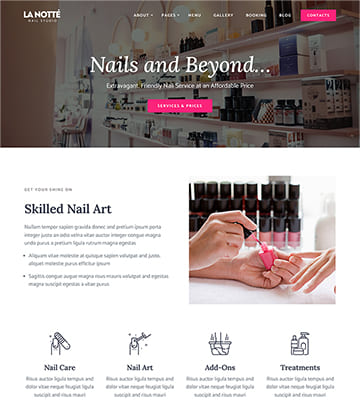 LA NOTTÉ
NAIL STUDIO
ABOUT
PAGES
MENU
GALLERY
BOOKING
BLOG
CONTACTS
Nails and Beyond...
Extravagant, Friendly Nail Service at an Affordable Price
SERVICES & PRICES
GET YOUR SHINE ON
Skilled Nail Art
Nullam tempor sapien gravida donec and pretium ipsum porta
integer justo an odio velna vitae auctor integer congue magna
undo purus a pretium ligula rutrum magna egestas
Aliquam vitae molestie at quisque sapien volutpat and justo,
aliquet molestie purus efficitur ipsum
Sagittis congue augue magna risus mauris volutpat and egestas
magna suscipit egestas a vitae purus
Nail Care
Risus auctor ligula tempus and
dolor vitae neque feugiat ligula
suscipit and risus
Nail Art
Risus auctor ligula tempus and
dolor vitae neque feugiat ligula
suscipit and risus
Add-Ons
Risus auctor ligula tempus and
dolor vitae neque feugiat ligula
suscipit and risus
Treatments
Risus auctor ligula tempus and
dolor vitae neque feugiat ligula
suscipit and risus